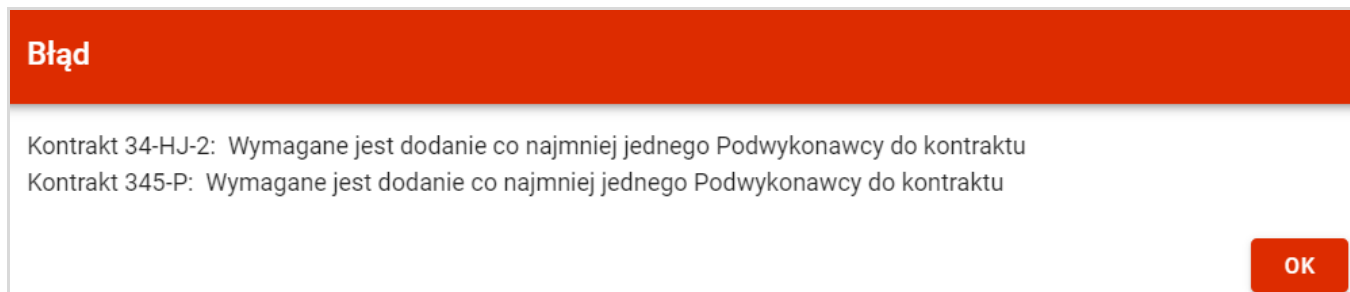 Błąd
Kontrakt 34-HJ-2:  Wymagane jest dodanie co najmniej jednego Podwykonawcy do kontraktu
Kontrakt 345-P:  Wymagane jest dodanie co najmniej jednego Podwykonawcy do kontraktu
OK